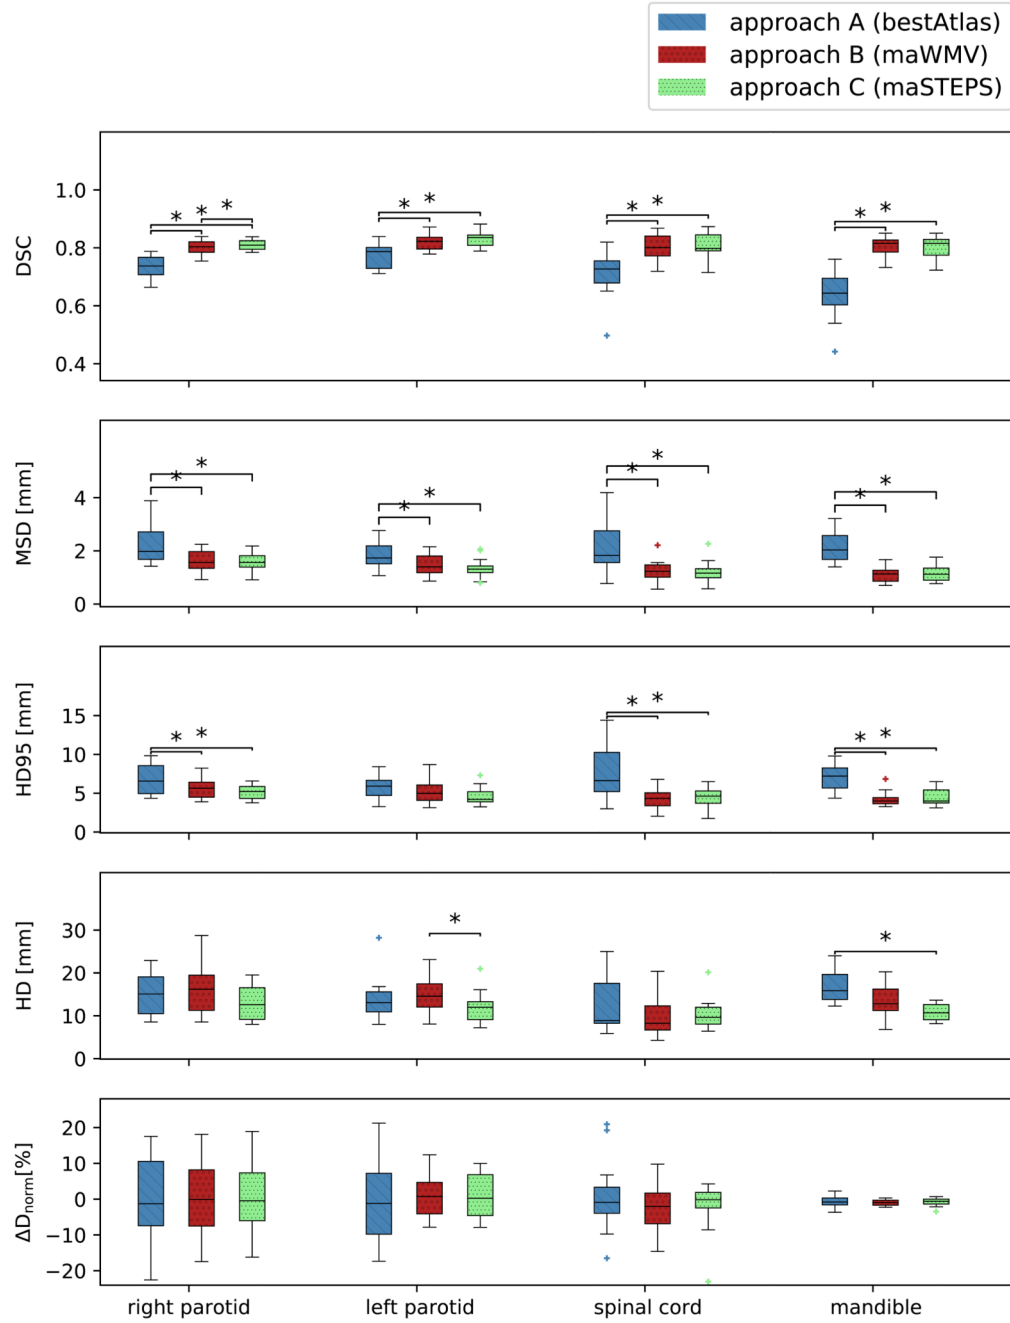 approach A (bestAtlas)
approach B (maWMV)
approach C (maSTEPS)
DSC
1.0
0.8
0.6
0.4
* * *
* *
* *
* *
MSD [mm]
4
2
0
* *
* *
* *
* *
HD95 [mm]
15
10
5
0
* *
* *
* *
HD [mm]
30
20
10
0
*
*
ΔD_norm[%]
20
10
0
−10
−20
right parotid
left parotid
spinal cord
mandible